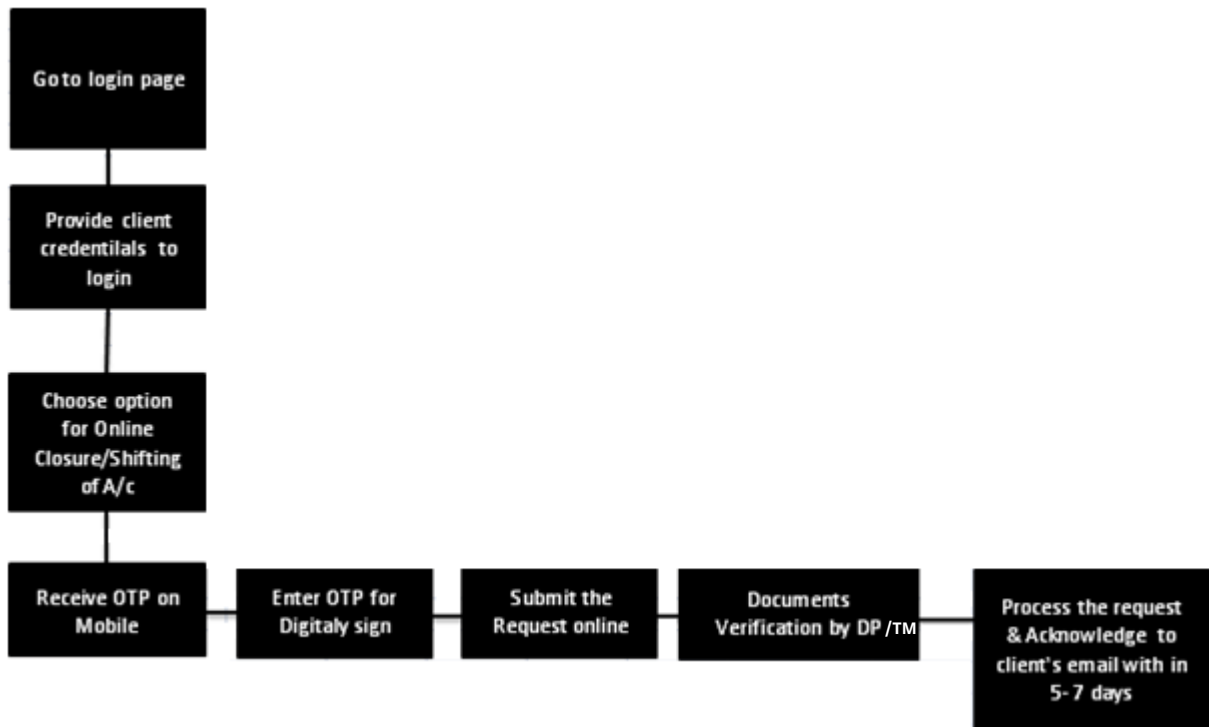 Go to login page
Provide client
credentilals to
login
Choose option
for Online
Closure/Shifting
of A/c
Receive OTP on
Mobile
Enter OTP for
Digitaly sign
Submit the
Request online
Documents
Verification by DP/TM
Process the request
& Acknowledge to
client's email with in
5-7 days